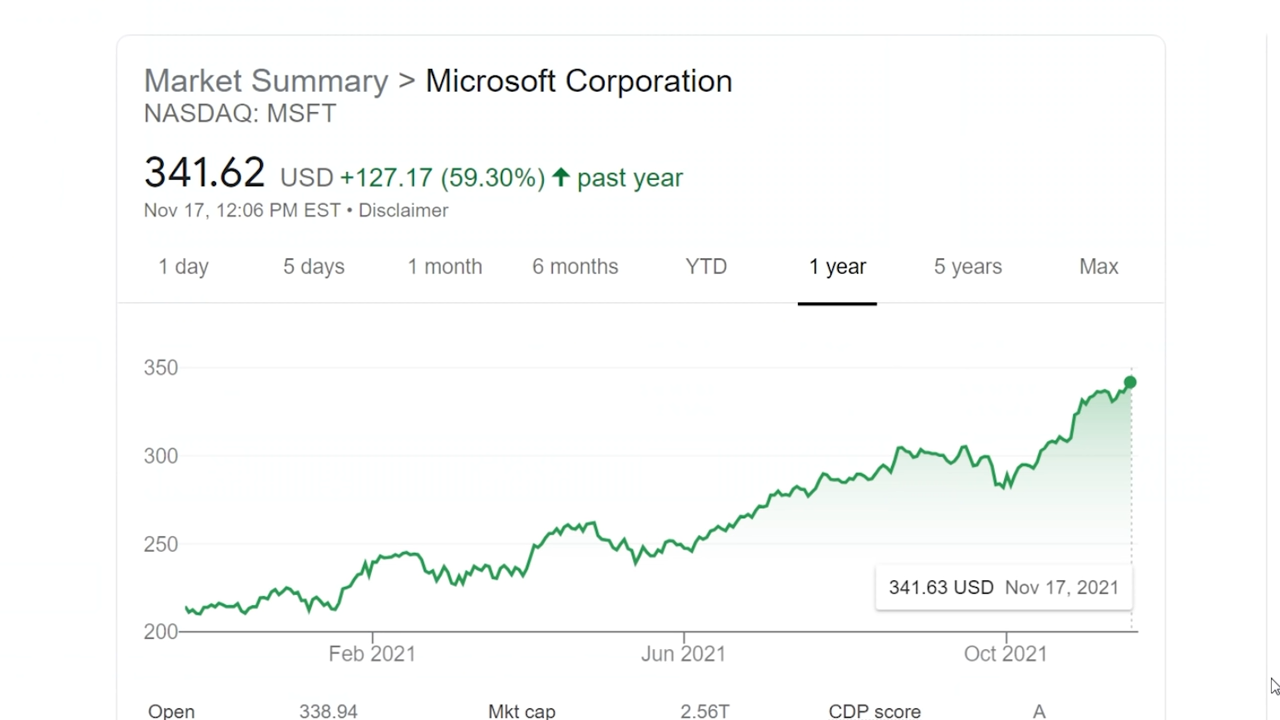 Market Summary > Microsoft Corporation
NASDAQ: MSFT
341.62 USD +127.17 (59.30%) ↑ past year
Nov 17, 12:06 PM EST • Disclaimer
1 day 5 days 1 month 6 months YTD 1 year 5 years Max
350
300
250
341.63 USD Nov 17, 2021
200
Feb 2021 Jun 2021 Oct 2021
Open 338.94 Mkt cap 2.56T CDP score A